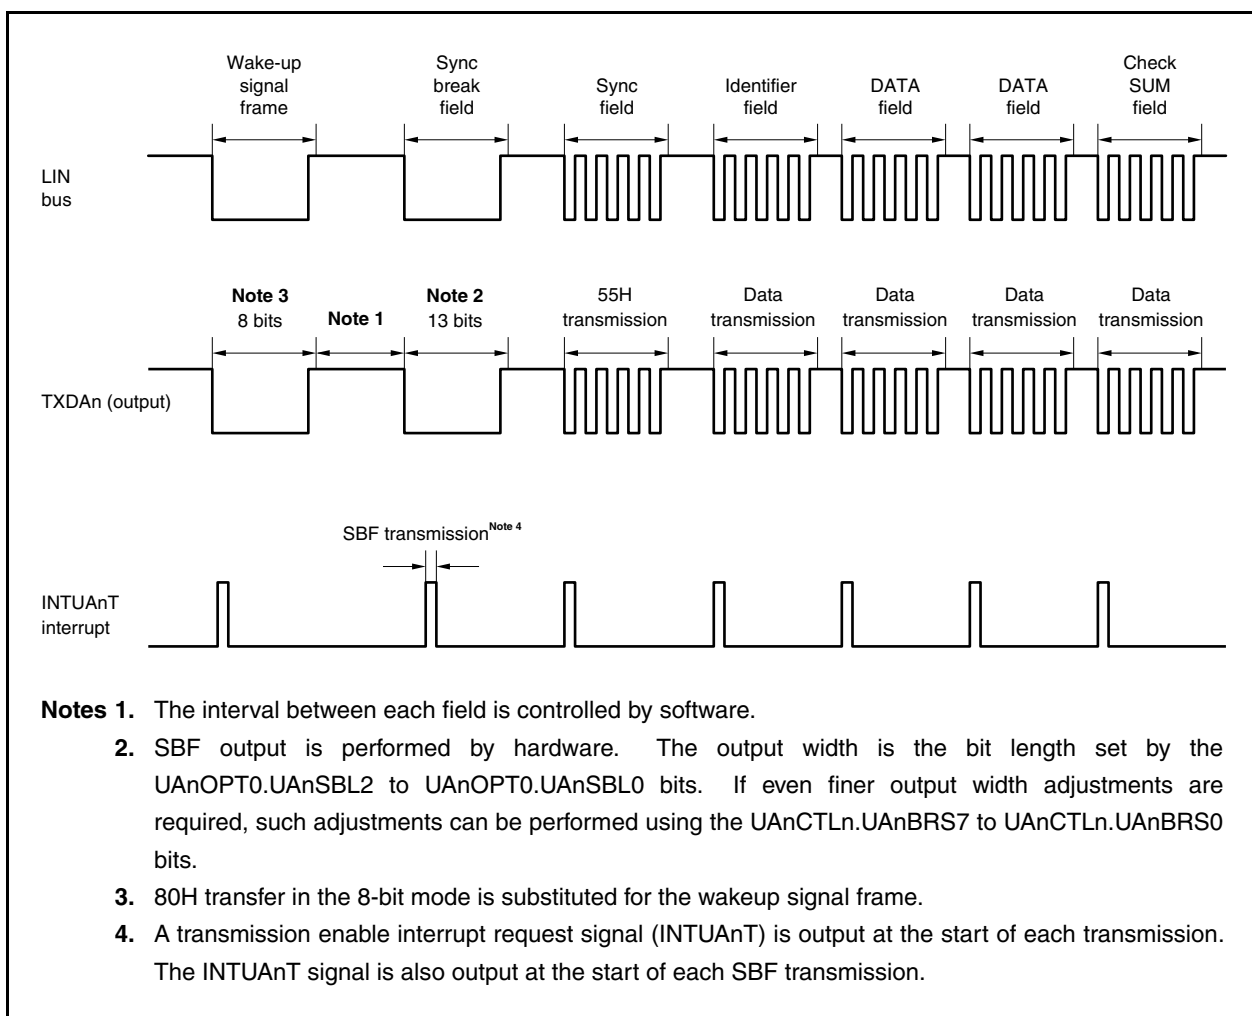 Wake-up
signal
frame
Sync
break
field
Sync
field
Identifier
field
DATA
field
DATA
field
Check
SUM
field
LIN
bus
Note 3
8 bits
Note 1
Note 2
13 bits
55H
transmission
Data
transmission
Data
transmission
Data
transmission
Data
transmission
TXDAn (output)
SBF transmission Note 4
INTUAnT
interrupt
Notes 1. The interval between each field is controlled by software.
2. SBF output is performed by hardware. The output width is the bit length set by the
UAnOPT0.UAnSBL2 to UAnOPT0.UAnSBL0 bits. If even finer output width adjustments are
required, such adjustments can be performed using the UAnCTLn.UAnBRS7 to UAnCTLn.UAnBRS0
bits.
3. 80H transfer in the 8-bit mode is substituted for the wakeup signal frame.
4. A transmission enable interrupt request signal (INTUAnT) is output at the start of each transmission.
The INTUAnT signal is also output at the start of each SBF transmission.